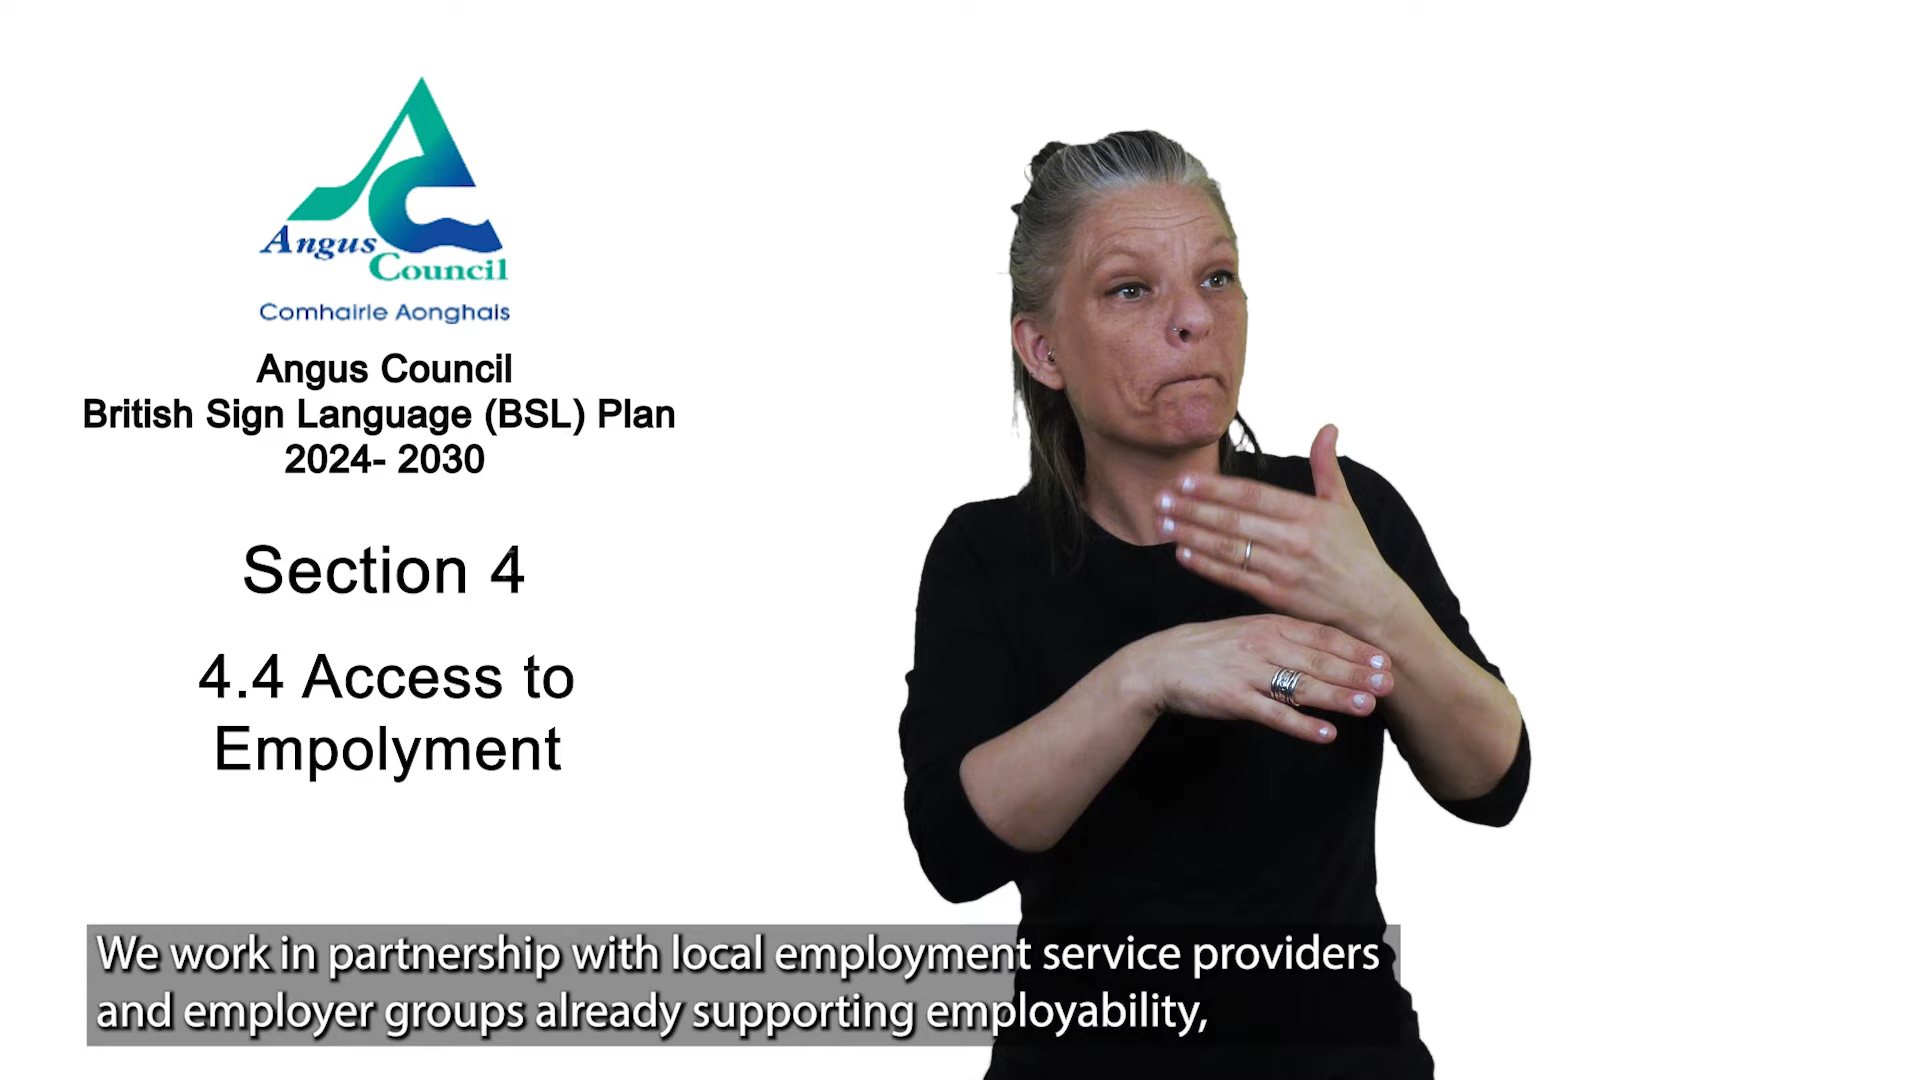 Angus
Council
Comhairle Aonghais
Angus Council
British Sign Language (BSL) Plan
2024- 2030
Section 4
4.4 Access to
Empolyment
We work in partnership with local employment service providers
and employer groups already supporting employability,